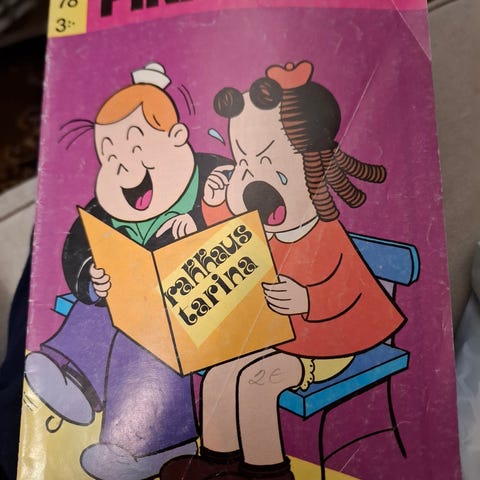 78
3:-
rakkaus
tarina
2€